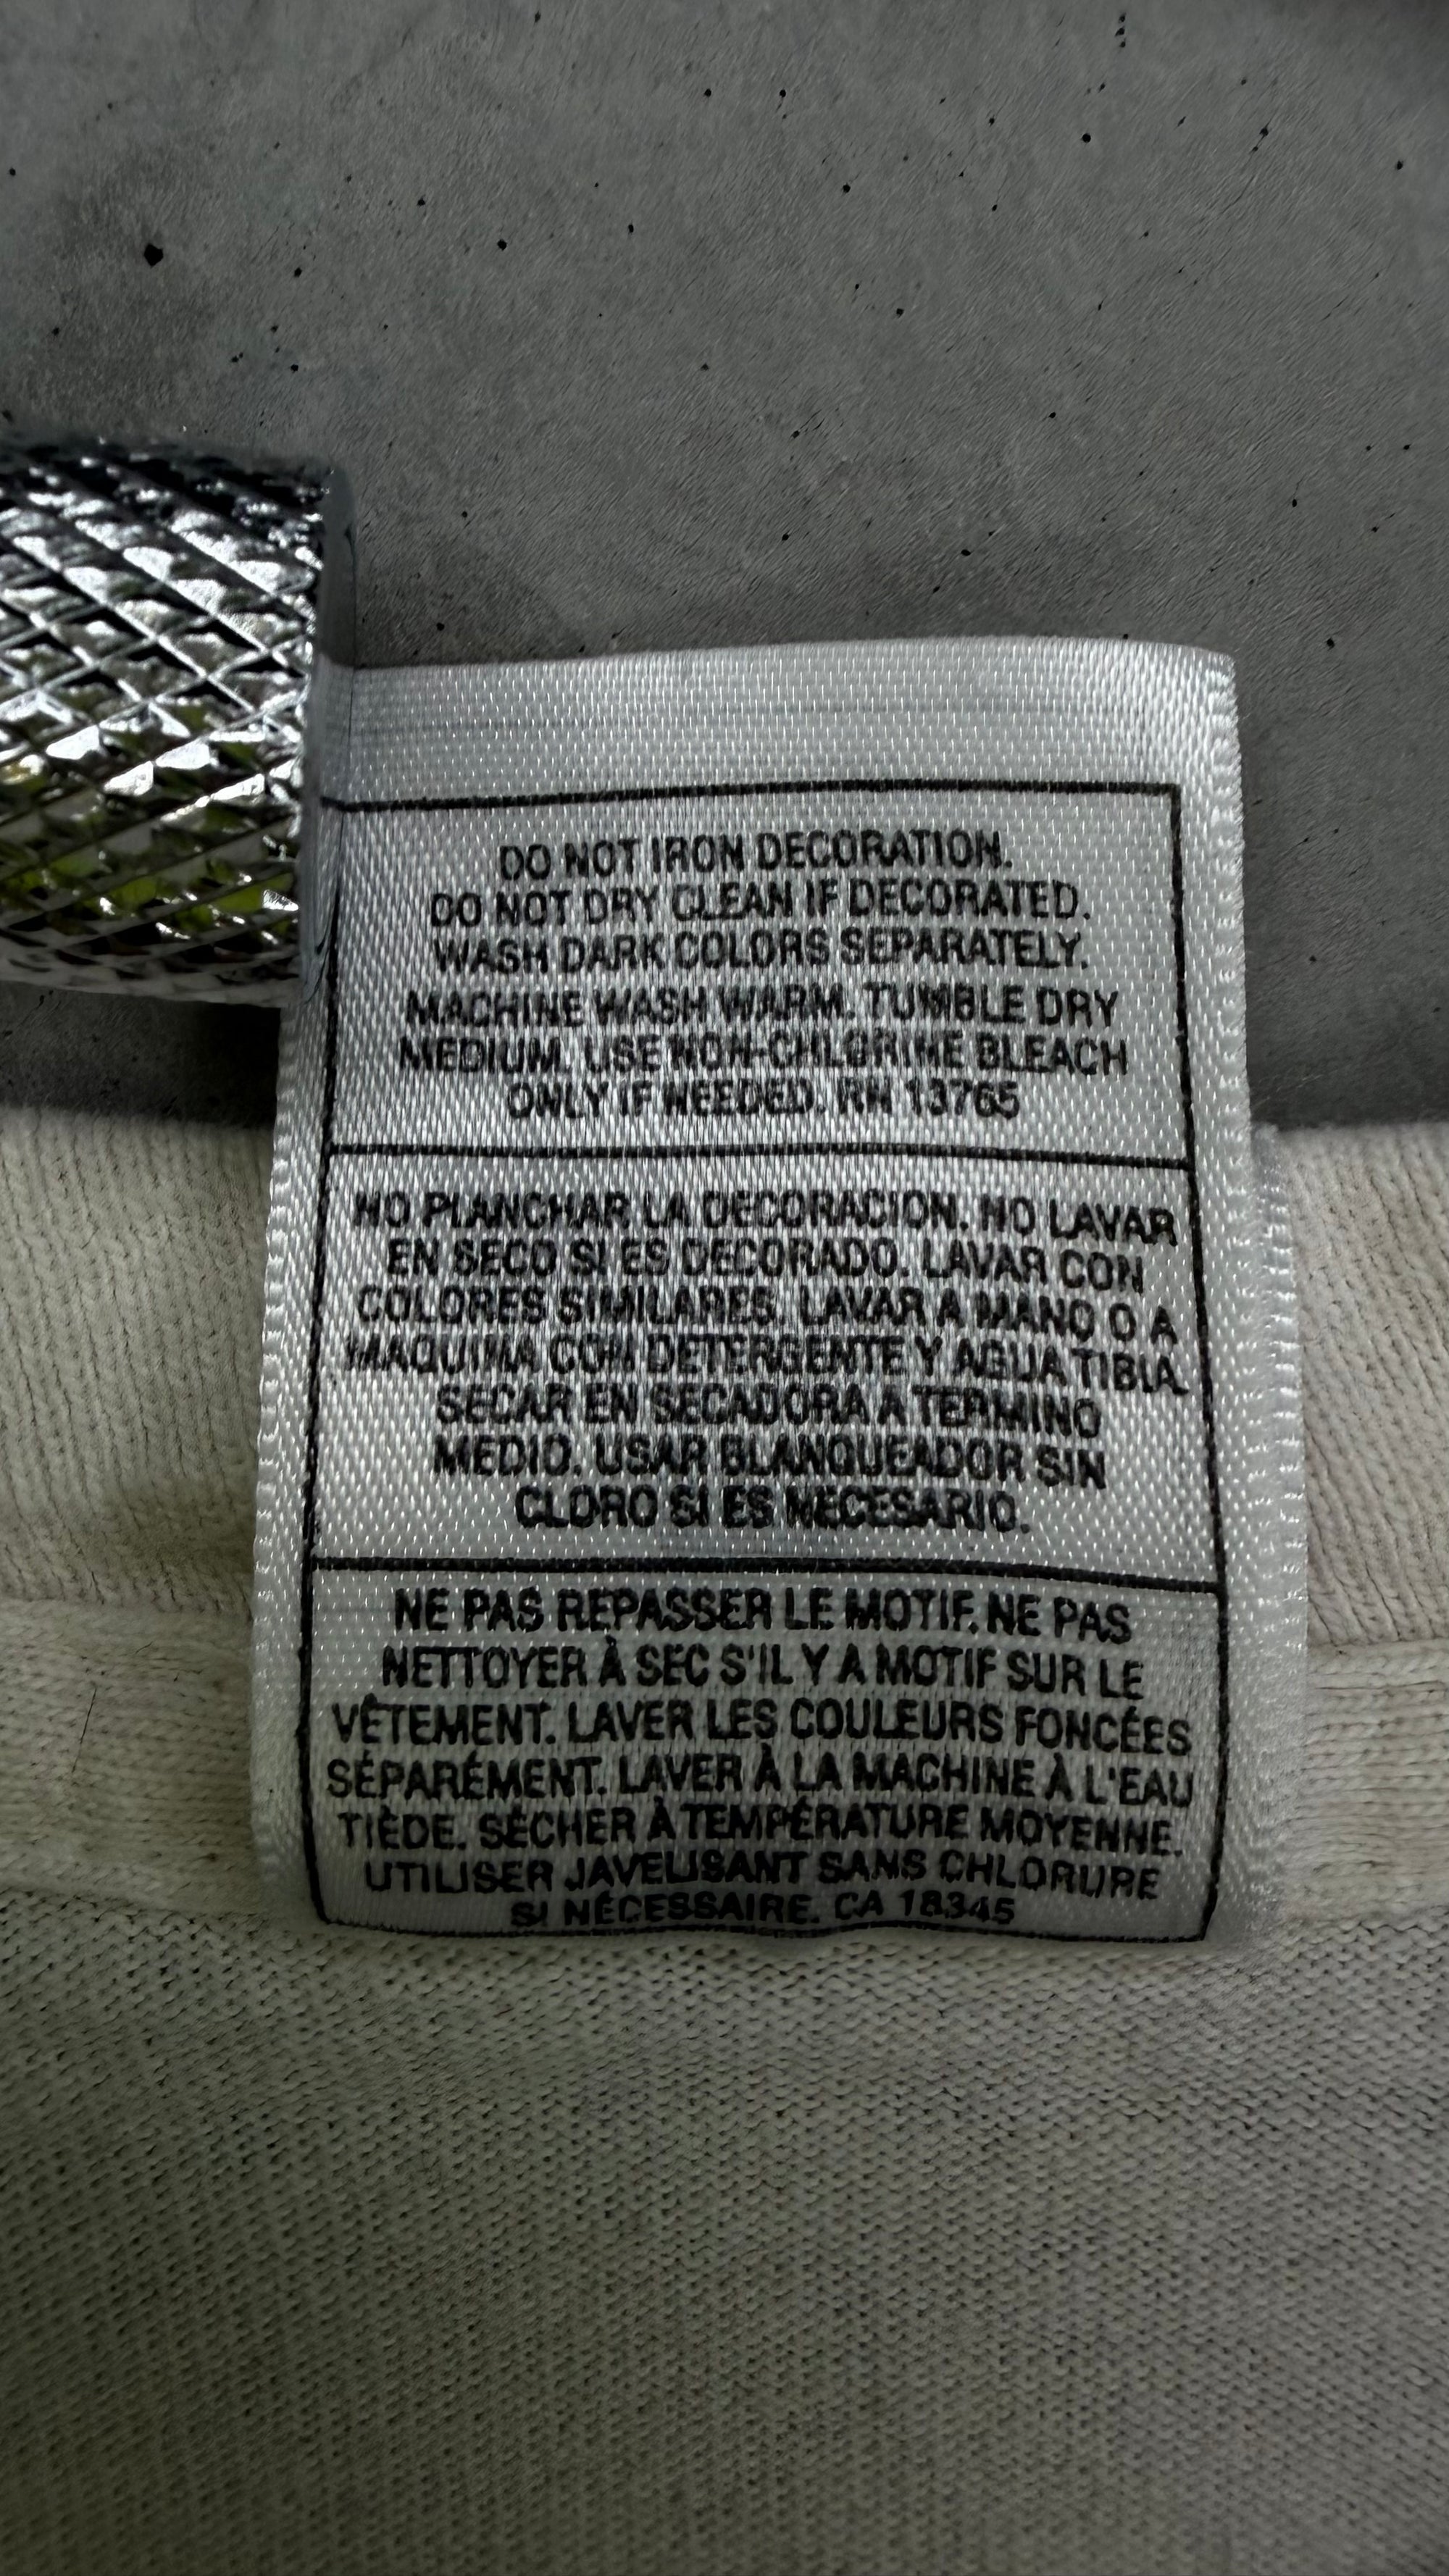 DO NOT IRON DECORATION.
DO NOT DRY CLEAN IF DECORATED.
WASH DARK COLORS SEPARATELY.
MACHINE WASH WARM. TUMBLE DRY
MEDIUM. USE NON-CHLORINE BLEACH
ONLY IF NEEDED. RN 13765
NO PLANCHAR LA DECORACION. NO LAVAR
EN SECO SI ES DECORADO. LAVAR CON
COLORES SIMILARES. LAVAR A MANO O A
MAQUINA CON DETERGENTE Y AGUA TIBIA.
SECAR EN SECADORA A TERMINO
MEDIO. USAR BLANQUEADOR SIN
CLORO SI ES NECESARIO.
NE PAS REPASSER LE MOTIF. NE PAS
NETTOYER À SEC S'IL Y A MOTIF SUR LE
VÊTEMENT. LAVER LES COULEURS FONCÉES
SÉPARÉMENT. LAVER À LA MACHINE À L'EAU
TIÈDE. SÉCHER À TEMPÉRATURE MOYENNE.
UTILISER JAVELISANT SANS CHLORURE
SI NÉCESSAIRE. CA 18345